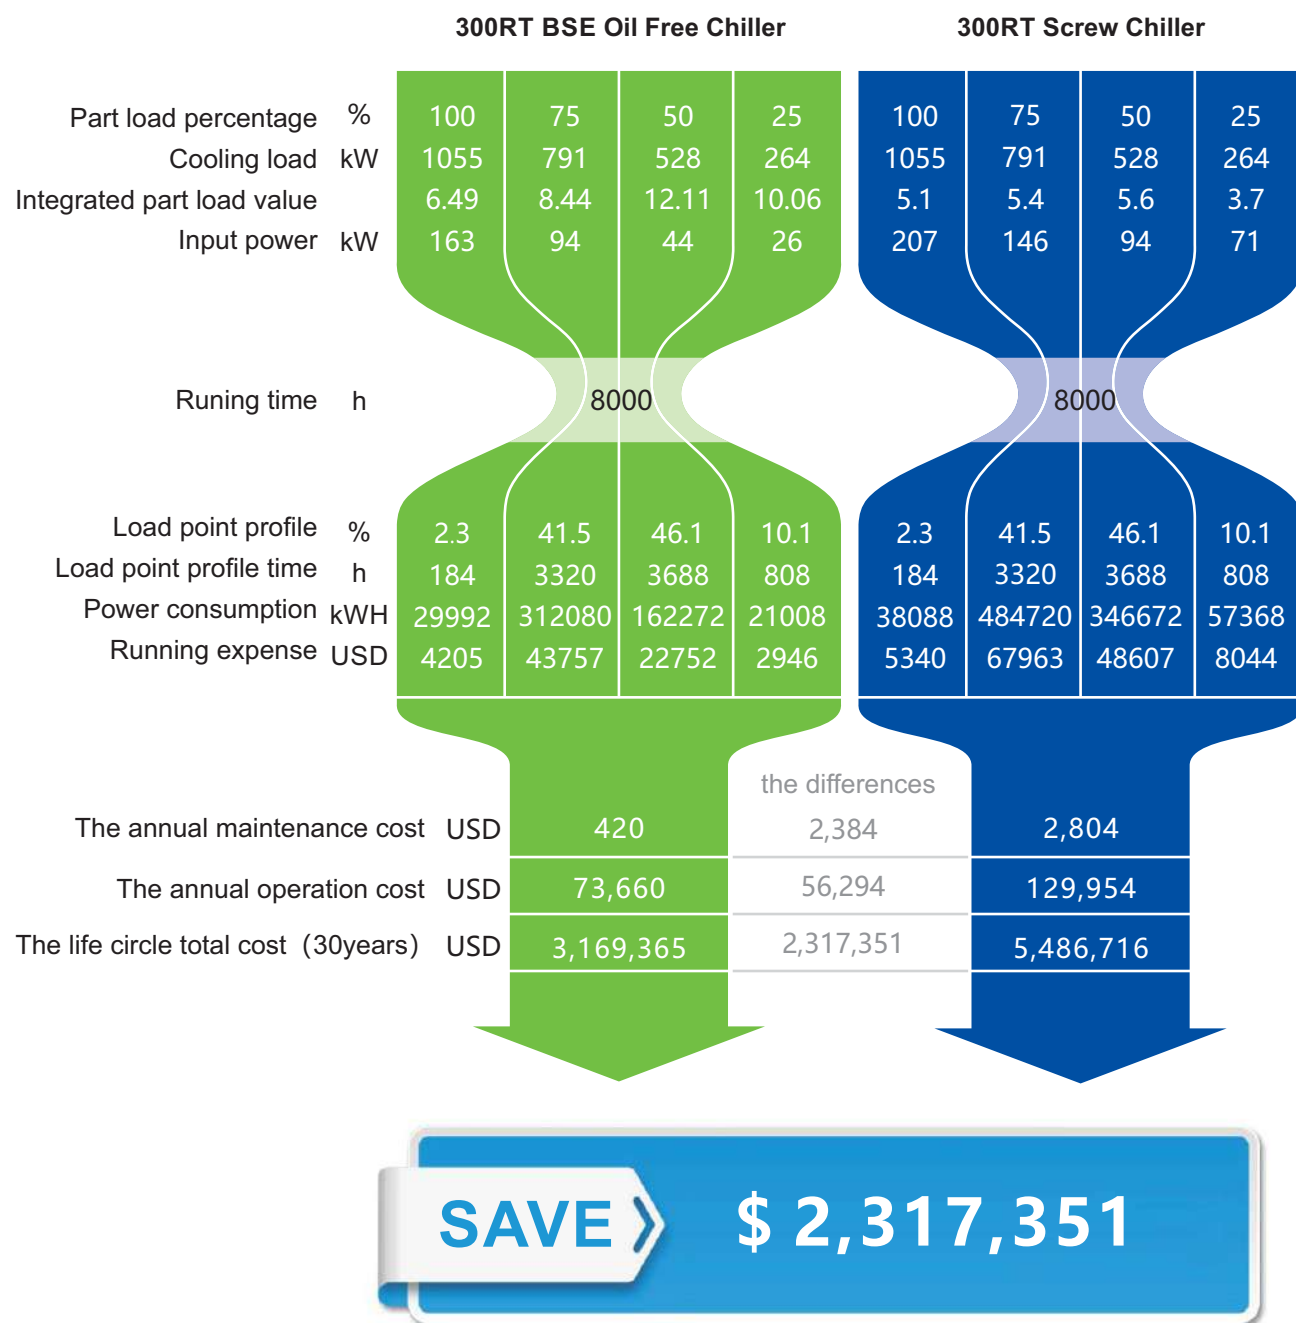 300RT BSE Oil Free Chiller 300RT Screw Chiller
Part load percentage % 100 75 50 25 100 75 50 25
Cooling load kW 1055 791 528 264 1055 791 528 264
Integrated part load value 6.49 8.44 12.11 10.06 5.1 5.4 5.6 3.7
Input power kW 163 94 44 26 207 146 94 71
Runing time h 8000 8000
Load point profile % 2.3 41.5 46.1 10.1 2.3 41.5 46.1 10.1
Load point profile time h 184 3320 3688 808 184 3320 3688 808
Power consumption kWH 29992 312080 162272 21008 38088 484720 346672 57368
Running expense USD 4205 43757 22752 2946 5340 67963 48607 8044
the differences
The annual maintenance cost USD 420 2,384 2,804
The annual operation cost USD 73,660 56,294 129,954
The life circle total cost（30years） USD 3,169,365 2,317,351 5,486,716
SAVE $ 2,317,351